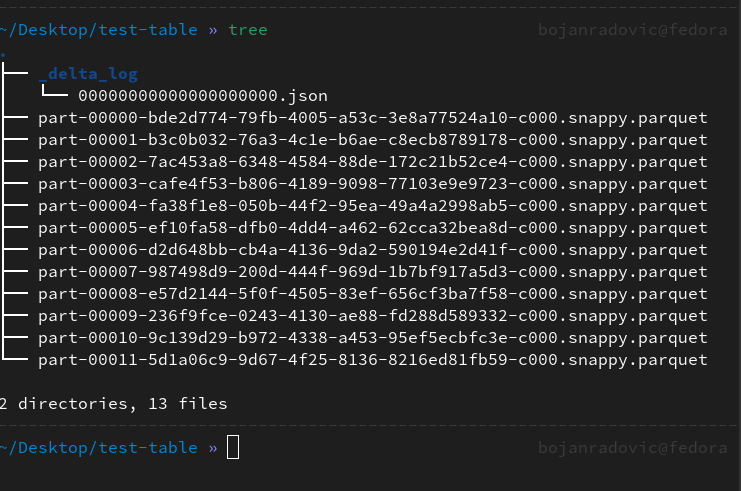 ~/Desktop/test-table » tree bojanradovic@fedora
.
├── _delta_log
│   └── 00000000000000000000.json
├── part-00000-bde2d774-79fb-4005-a53c-3e8a77524a10-c000.snappy.parquet
├── part-00001-b3c0b032-76a3-4c1e-b6ae-c8ecb8789178-c000.snappy.parquet
├── part-00002-7ac453a8-6348-4584-88de-172c21b52ce4-c000.snappy.parquet
├── part-00003-cafe4f53-b806-4189-9098-77103e9e9723-c000.snappy.parquet
├── part-00004-fa38f1e8-050b-44f2-95ea-49a4a2998ab5-c000.snappy.parquet
├── part-00005-ef10fa58-dfb0-4dd4-a462-62cca32bea8d-c000.snappy.parquet
├── part-00006-d2d648bb-cb4a-4136-9da2-590194e2d41f-c000.snappy.parquet
├── part-00007-987498d9-200d-444f-969d-1b7bf917a5d3-c000.snappy.parquet
├── part-00008-e57d2144-5f0f-4505-83ef-656cf3ba7f58-c000.snappy.parquet
├── part-00009-236f9fce-0243-4130-ae88-fd288d589332-c000.snappy.parquet
├── part-00010-9c139d29-b972-4338-a453-95ef5ecbfc3e-c000.snappy.parquet
└── part-00011-5d1a06c9-9d67-4f25-8136-8216ed81fb59-c000.snappy.parquet
2 directories, 13 files
~/Desktop/test-table » bojanradovic@fedora